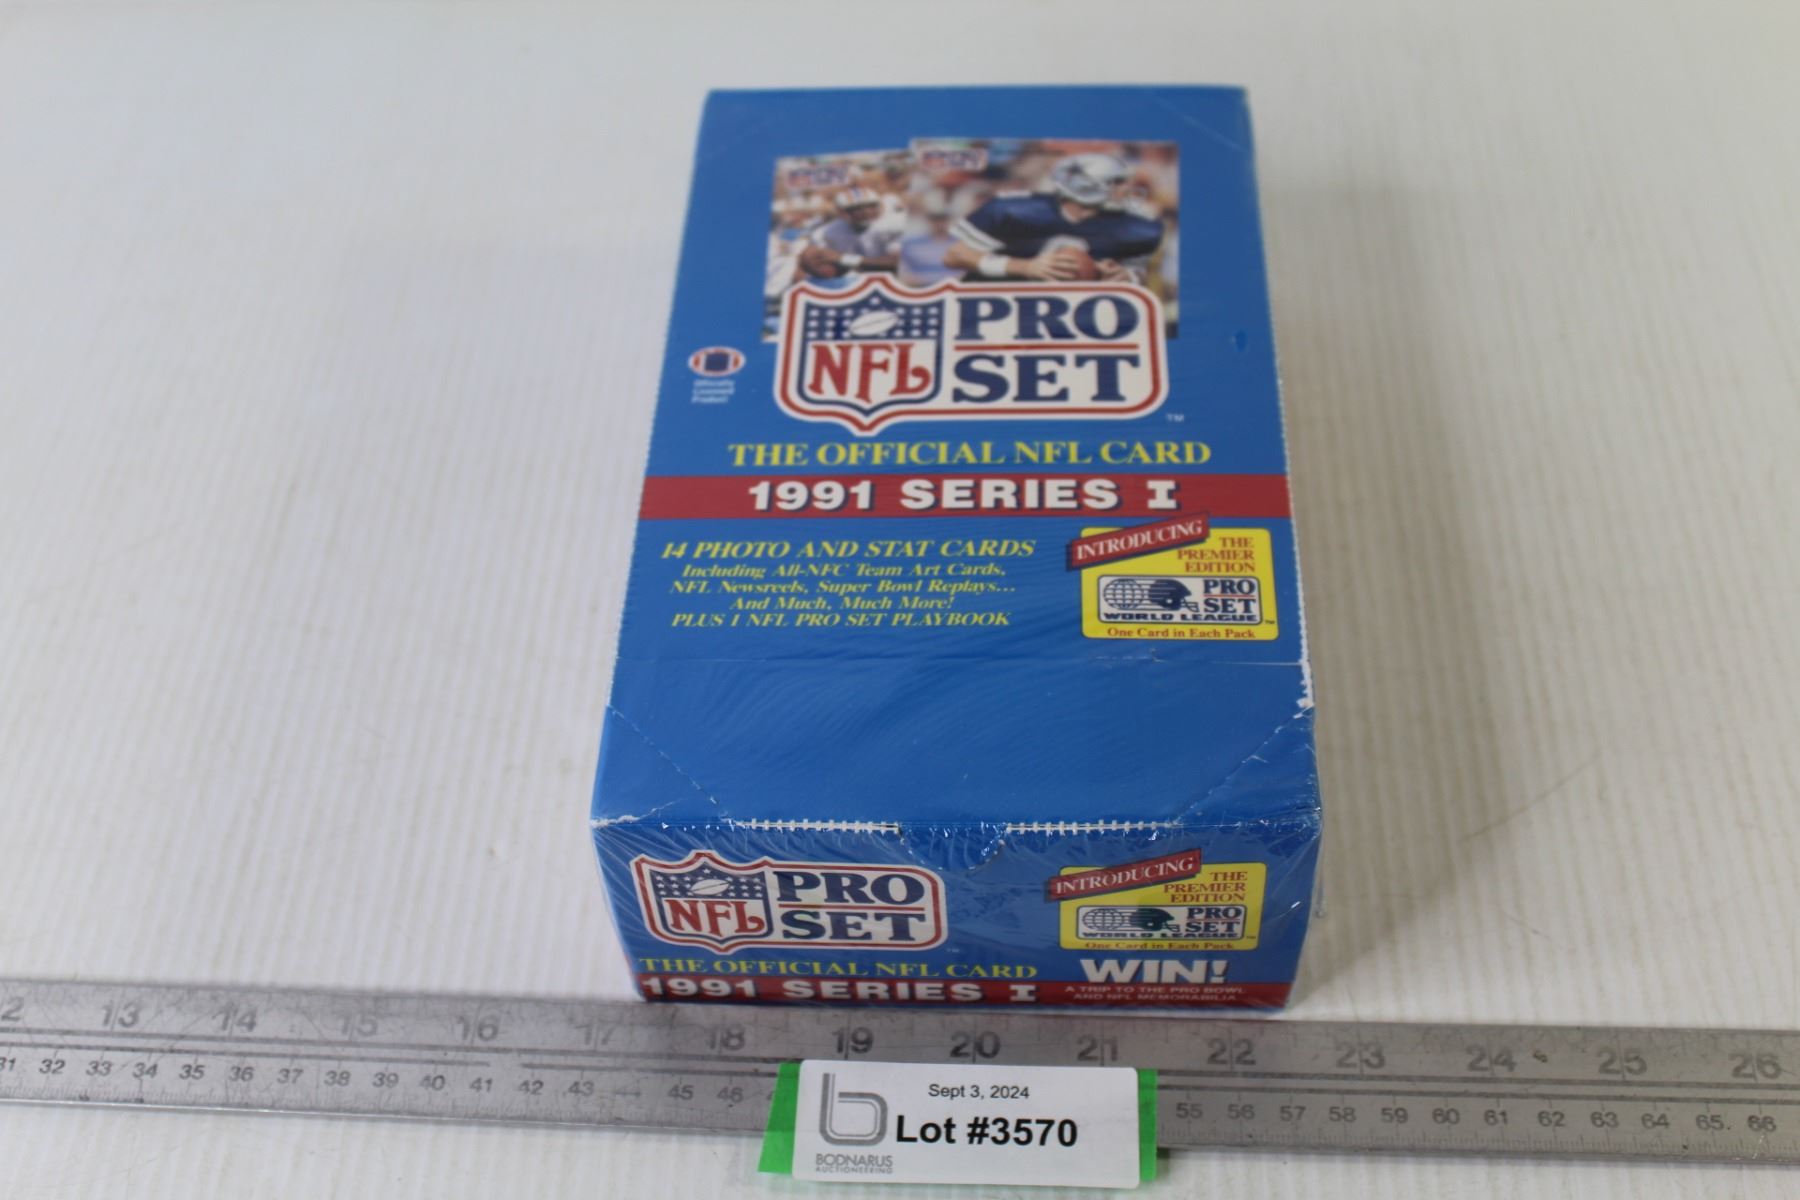 NFL PRO SET
TM
Officially
Licensed
Product
THE OFFICIAL NFL CARD
1991 SERIES I
14 PHOTO AND STAT CARDS
Including All-NFC Team Art Cards,
NFL Newsreels, Super Bowl Replays...
And Much, Much More!
PLUS 1 NFL PRO SET PLAYBOOK
INTRODUCING
THE
PREMIER
EDITION
PRO
SET
WORLD LEAGUE
TM
One Card in Each Pack
NFL PRO SET
THE OFFICIAL NFL CARD
1991 SERIES I
INTRODUCING
THE
PREMIER
EDITION
PRO
SET
WORLD LEAGUE
One Card in Each Pack
WIN!
A TRIP TO THE PRO BOWL
AND NFL MEMORABILIA
13 14 15 16 17 18 19 20 21 22 23 24 25 26
32 33 34 35 36 37 38 39 40 41 42 43 45 46 55 56 57 58 59 60 61 62 63 64 65 66
Sept 3, 2024
Lot #3570
BODNARUS
AUCTIONEERING